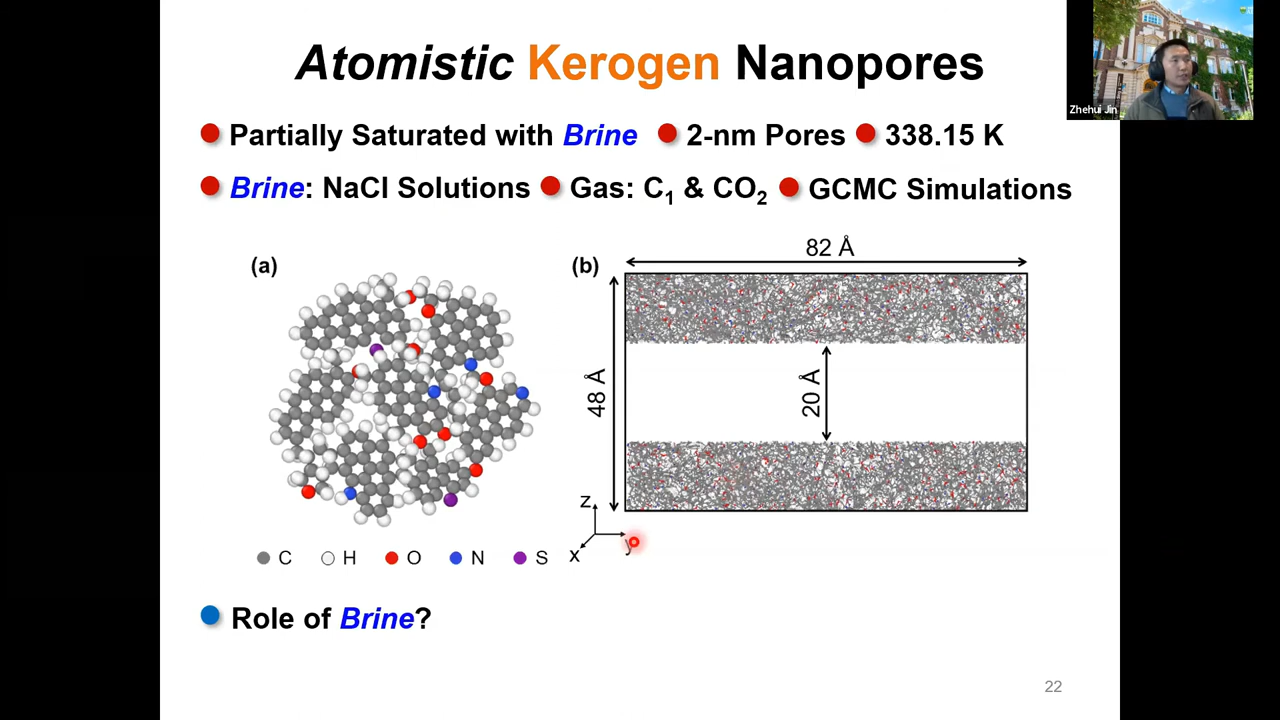 Atomistic Kerogen Nanopores
Zhehui Jin
Partially Saturated with Brine 2-nm Pores 338.15 K
Brine: NaCl Solutions Gas: C1 & CO2 GCMC Simulations
(a)
(b)
82 Å
48 Å
20 Å
z
x
y
C H O N S
Role of Brine?
22